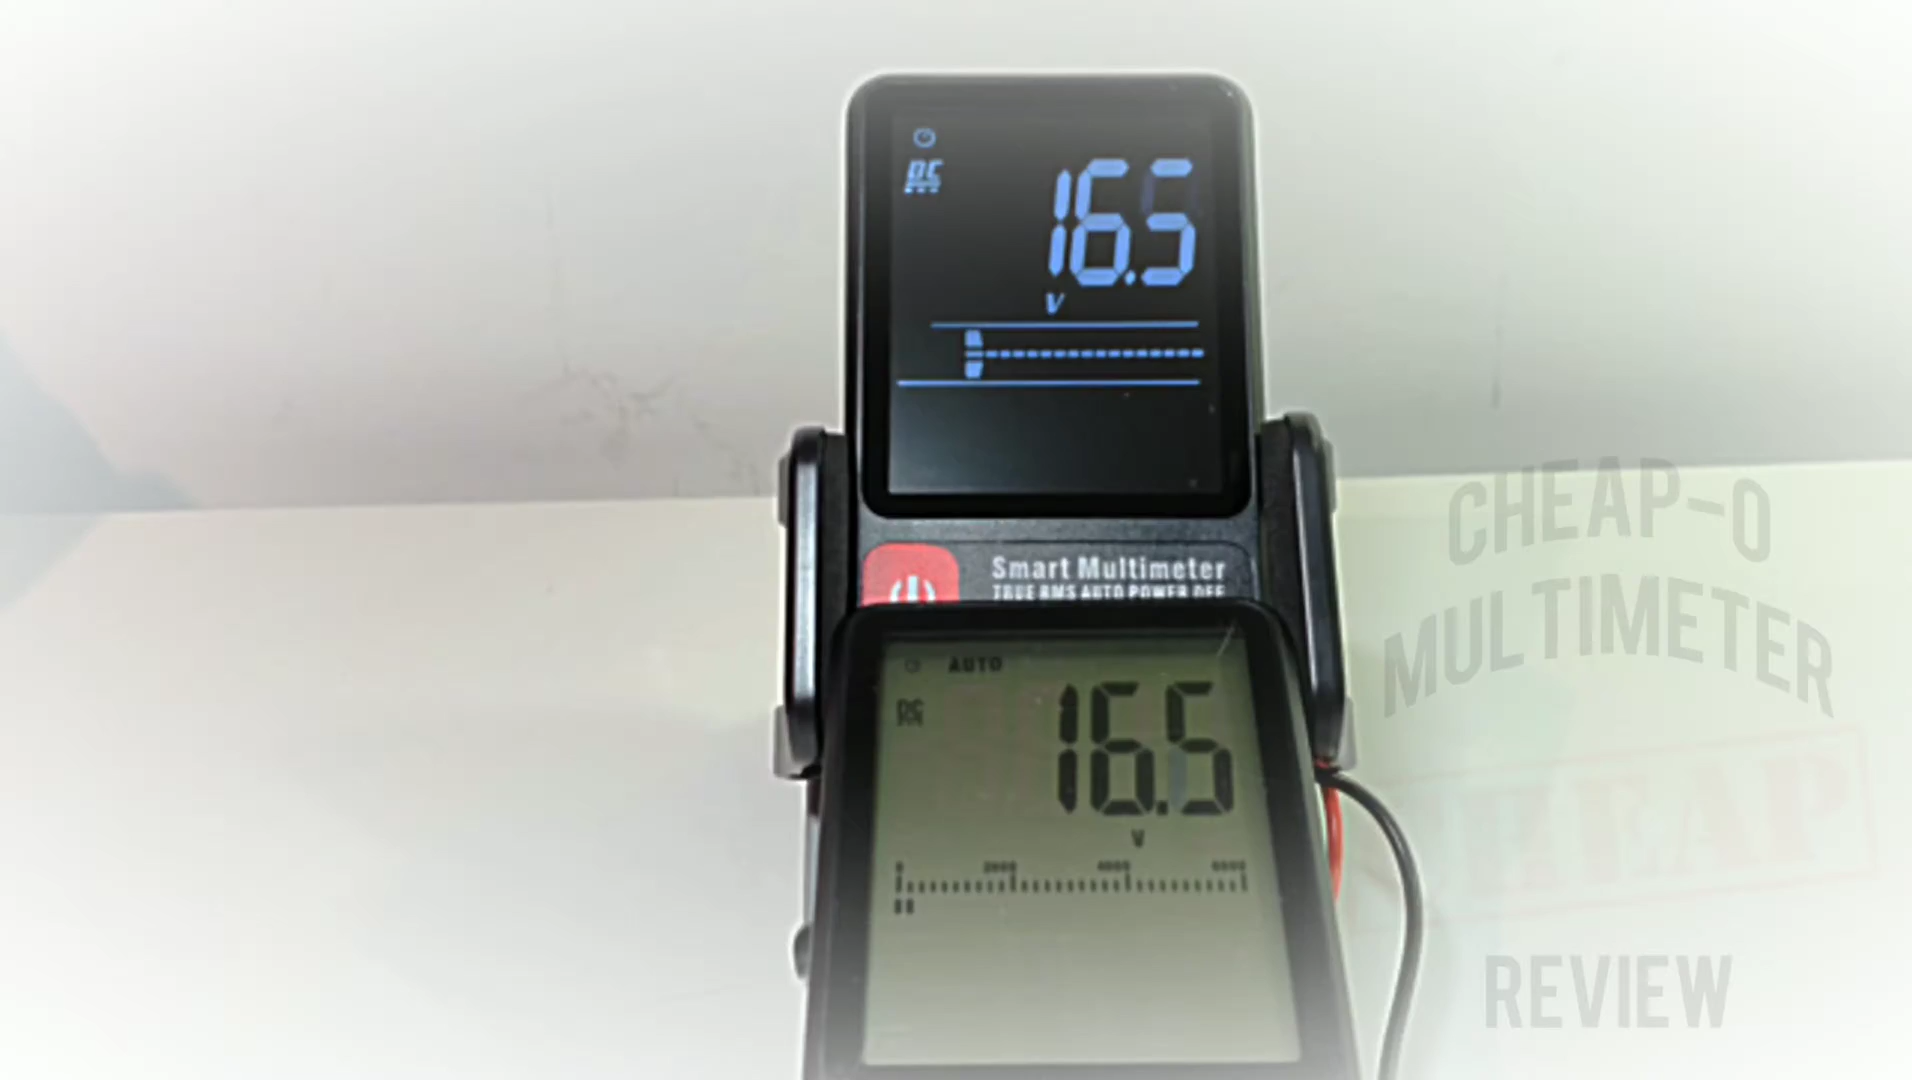 DC
16.5
V
Smart Multimeter
TRUE RMS AUTO POWER OFF
AUTO
DC
16.5
V
0 2000 4000 6000
CHEAP-O
MULTIMETER
CHEAP
REVIEW